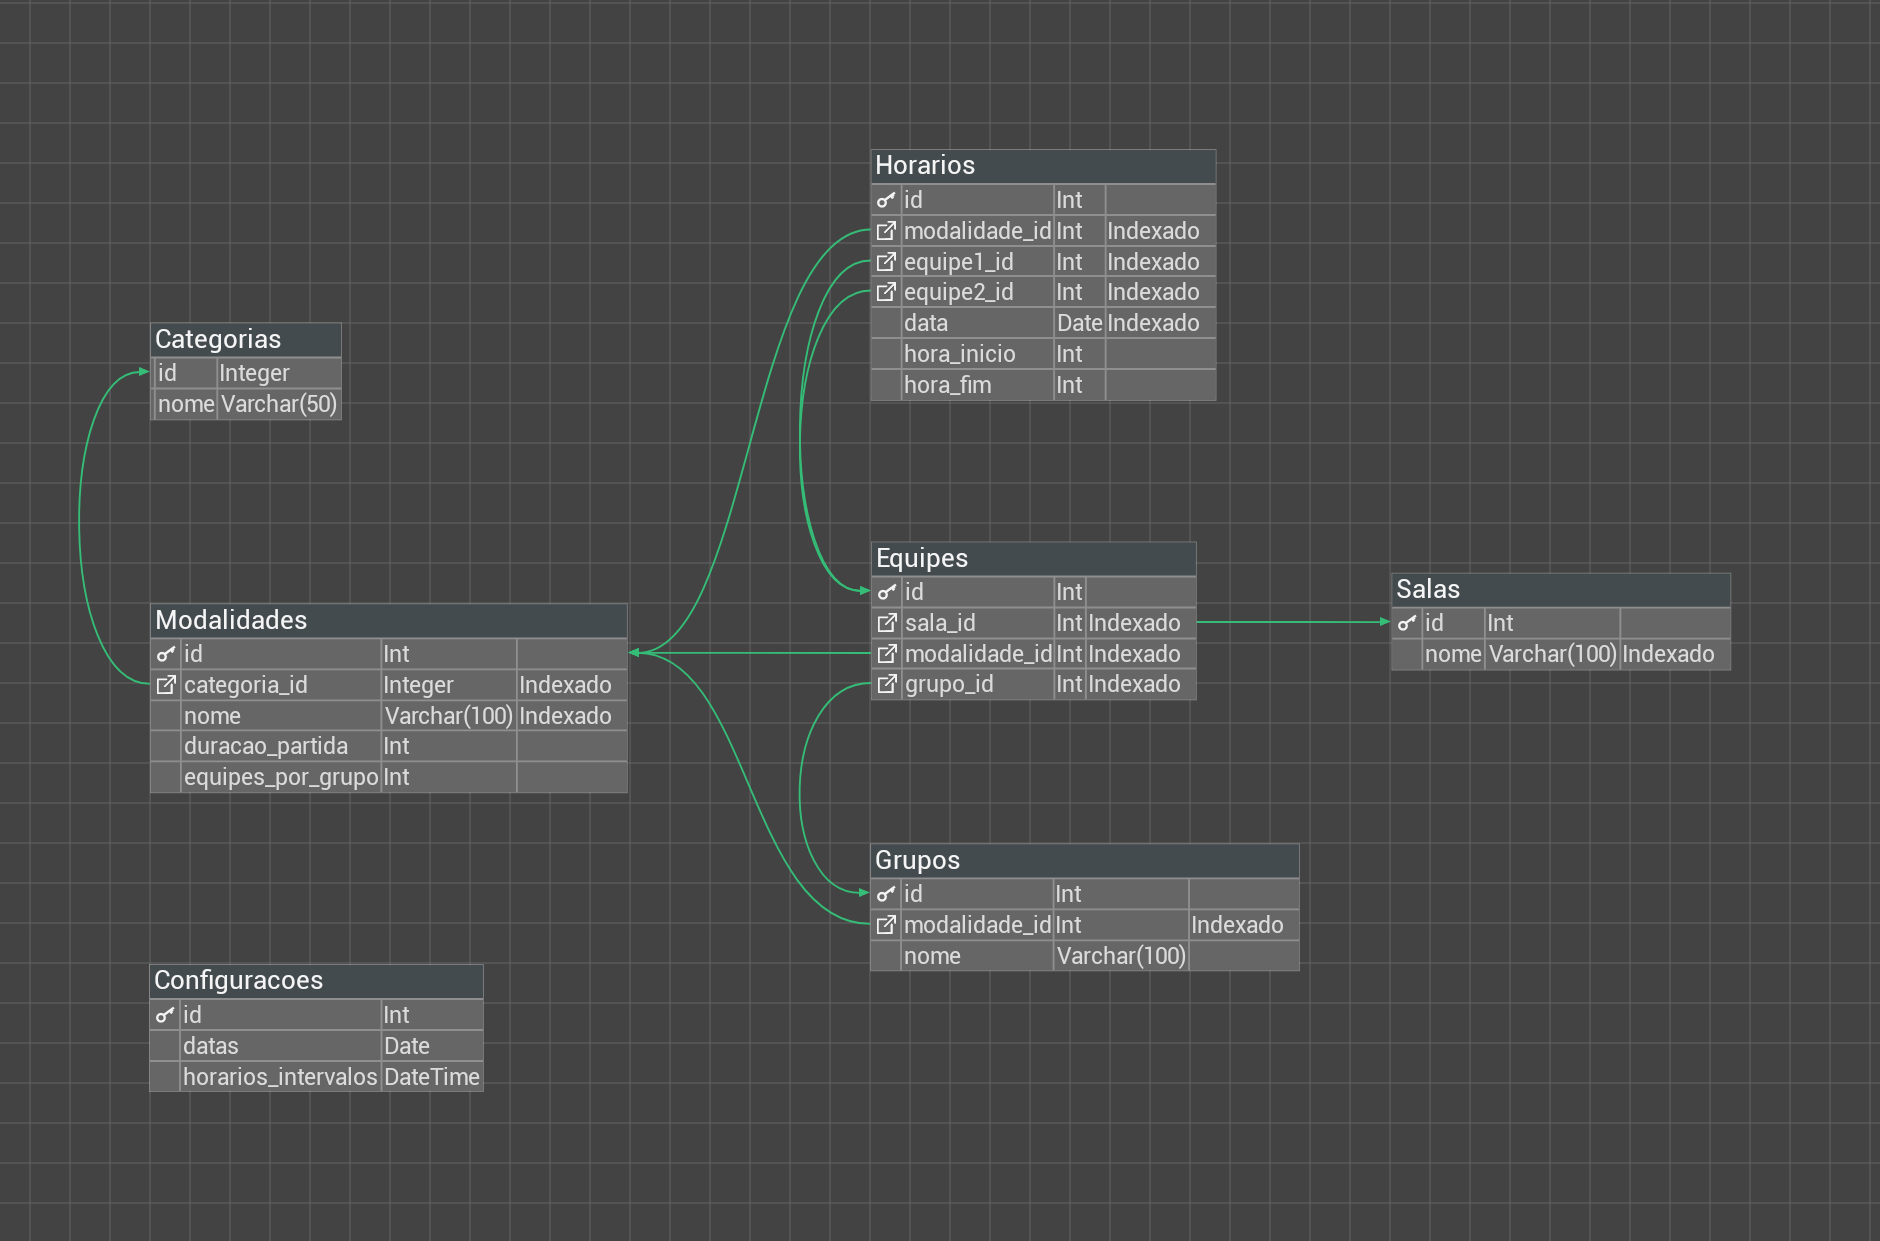 Horarios
id Int
modalidade_id Int Indexado
equipe1_id Int Indexado
equipe2_id Int Indexado
data Date Indexado
hora_inicio Int
hora_fim Int
Categorias
id Integer
nome Varchar(50)
Equipes
id Int
sala_id Int Indexado
modalidade_id Int Indexado
grupo_id Int Indexado
Salas
id Int
nome Varchar(100) Indexado
Modalidades
id Int
categoria_id Integer Indexado
nome Varchar(100) Indexado
duracao_partida Int
equipes_por_grupo Int
Grupos
id Int
modalidade_id Int Indexado
nome Varchar(100)
Configuracoes
id Int
datas Date
horarios_intervalos DateTime